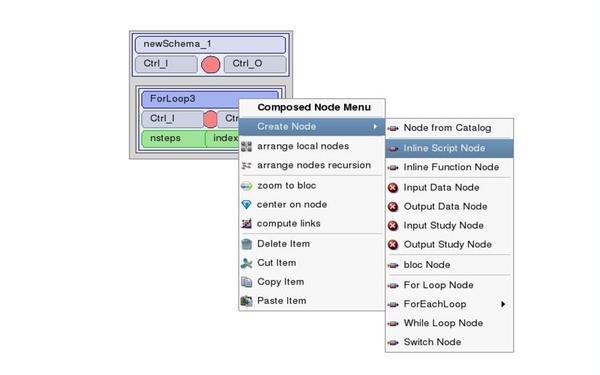 newSchema_1
Ctrl_I
Ctrl_O
ForLoop3
Ctrl_I
Ctr
nsteps
index
Composed Node Menu
Create Node
arrange local nodes
arrange nodes recursion
zoom to bloc
center on node
compute links
Delete Item
Cut Item
Copy Item
Paste Item
Node from Catalog
Inline Script Node
Inline Function Node
Input Data Node
Output Data Node
Input Study Node
Output Study Node
bloc Node
For Loop Node
ForEachLoop
While Loop Node
Switch Node